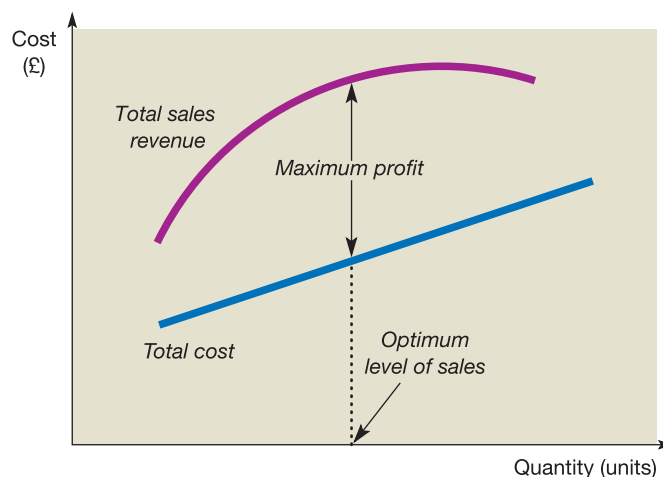 Cost
(£)
Total sales
revenue
Maximum profit
Total cost
Optimum
level of sales
Quantity (units)